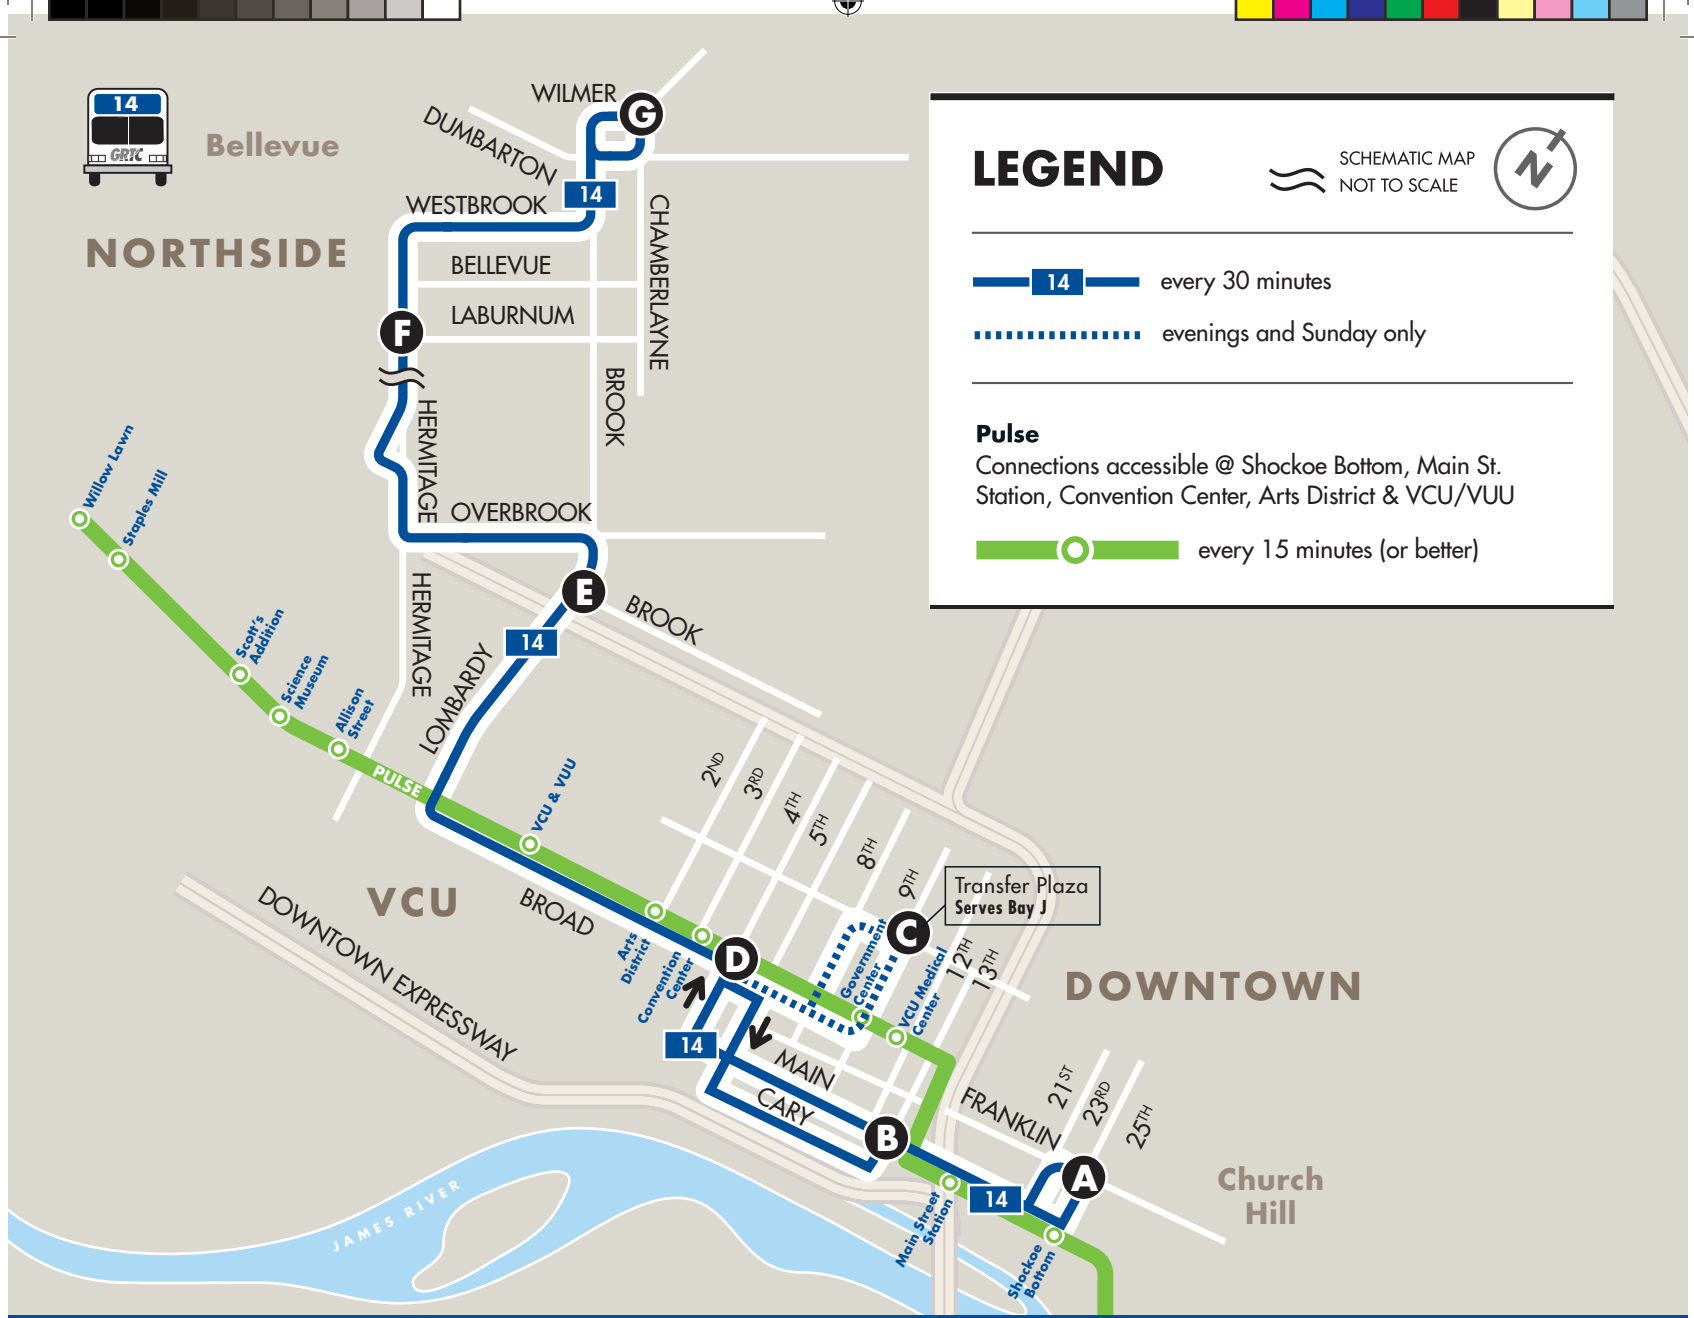 14
GRTC
Bellevue
NORTHSIDE
WILMER
G
DUMBARTON
14
WESTBROOK
CHAMBERLAYNE
BELLEVUE
LABURNUM
F
BROOK
HERMITAGE
OVERBROOK
E
BROOK
14
HERMITAGE
LOMBARDY
LEGEND
SCHEMATIC MAP
NOT TO SCALE
N
14
every 30 minutes
evenings and Sunday only
Pulse
Connections accessible @ Shockoe Bottom, Main St.
Station, Convention Center, Arts District & VCU/VUU
every 15 minutes (or better)
Willow Lawn
Staples Mill
Scott's
Addition
Science
Museum
Allison
Street
PULSE
VCU & VUU
2ND
3RD
4TH
5TH
8TH
9TH
Transfer Plaza
Serves Bay J
C
12TH
13TH
VCU
BROAD
DOWNTOWN EXPRESSWAY
Arts
District
Convention
Center
D
Government
Center
VCU Medical
Center
DOWNTOWN
14
MAIN
CARY
B
FRANKLIN
21ST
23RD
25TH
A
14
Church
Hill
Main Street
Station
Shockoe
Bottom
JAMES RIVER